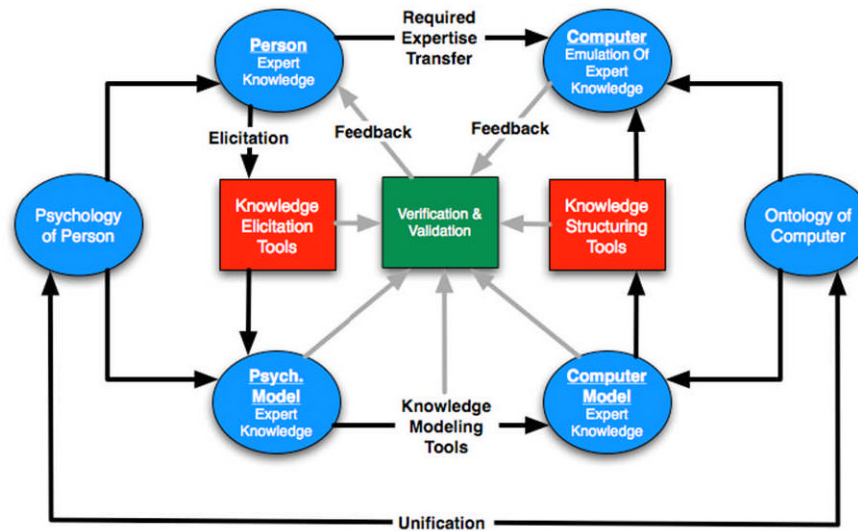 Person
Expert
Knowledge
Required
Expertise
Transfer
Computer
Emulation Of
Expert
Knowledge
Elicitation
Feedback
Feedback
Psychology
of Person
Knowledge
Elicitation
Tools
Verification &
Validation
Knowledge
Structuring
Tools
Ontology of
Computer
Psych.
Model
Expert
Knowledge
Knowledge
Modeling
Tools
Computer
Model
Expert
Knowledge
Unification